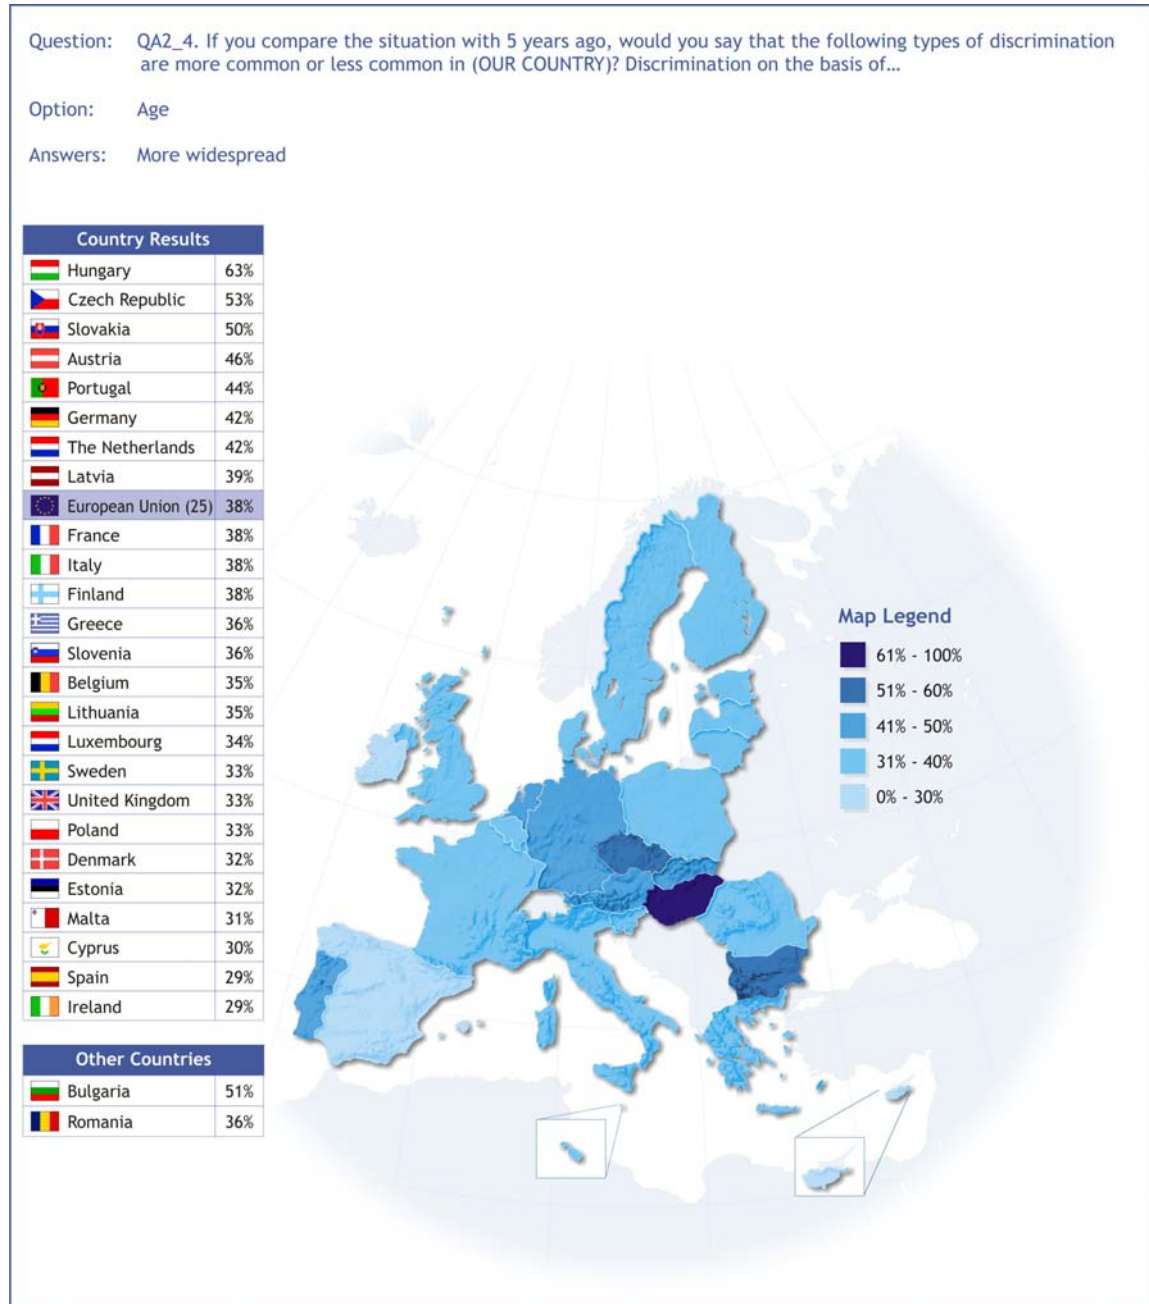 Question: QA2_4. If you compare the situation with 5 years ago, would you say that the following types of discrimination
are more common or less common in (OUR COUNTRY)? Discrimination on the basis of…
Option: Age
Answers: More widespread
Country Results
Hungary 63%
Czech Republic 53%
Slovakia 50%
Austria 46%
Portugal 44%
Germany 42%
The Netherlands 42%
Latvia 39%
European Union (25) 38%
France 38%
Italy 38%
Finland 38%
Greece 36%
Slovenia 36%
Belgium 35%
Lithuania 35%
Luxembourg 34%
Sweden 33%
United Kingdom 33%
Poland 33%
Denmark 32%
Estonia 32%
Malta 31%
Cyprus 30%
Spain 29%
Ireland 29%
Other Countries
Bulgaria 51%
Romania 36%
Map Legend
61% - 100%
51% - 60%
41% - 50%
31% - 40%
0% - 30%